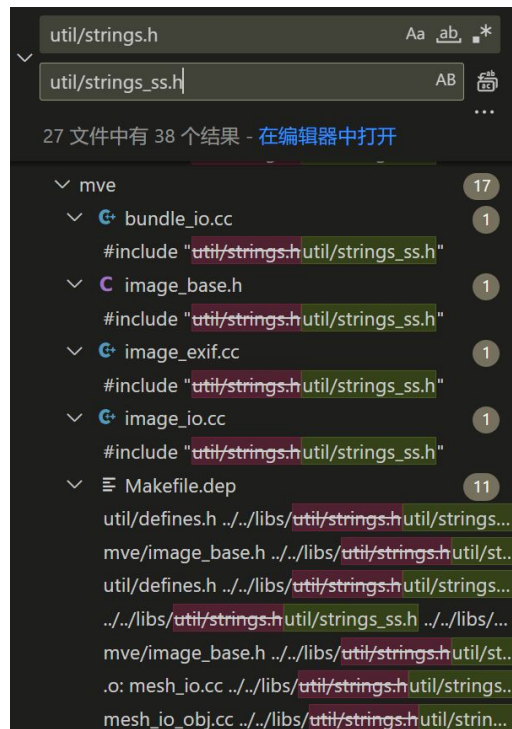 util/strings.h Aa ab *
util/strings_ss.h AB
27 文件中有 38 个结果 - 在编辑器中打开
mve 17
bundle_io.cc 1
#include "util/strings.hutil/strings_ss.h"
C image_base.h 1
#include "util/strings.hutil/strings_ss.h"
image_exif.cc 1
#include "util/strings.hutil/strings_ss.h"
image_io.cc 1
#include "util/strings.hutil/strings_ss.h"
Makefile.dep 11
util/defines.h ../../libs/util/strings.hutil/strings...
mve/image_base.h ../../libs/util/strings.hutil/st...
util/defines.h ../../libs/util/strings.hutil/strings...
../../libs/util/strings.hutil/strings_ss.h ../../libs/...
mve/image_base.h ../../libs/util/strings.hutil/st...
.o: mesh_io.cc ../../libs/util/strings.hutil/strings...
mesh_io_obj.cc ../../libs/util/strings.hutil/strin...